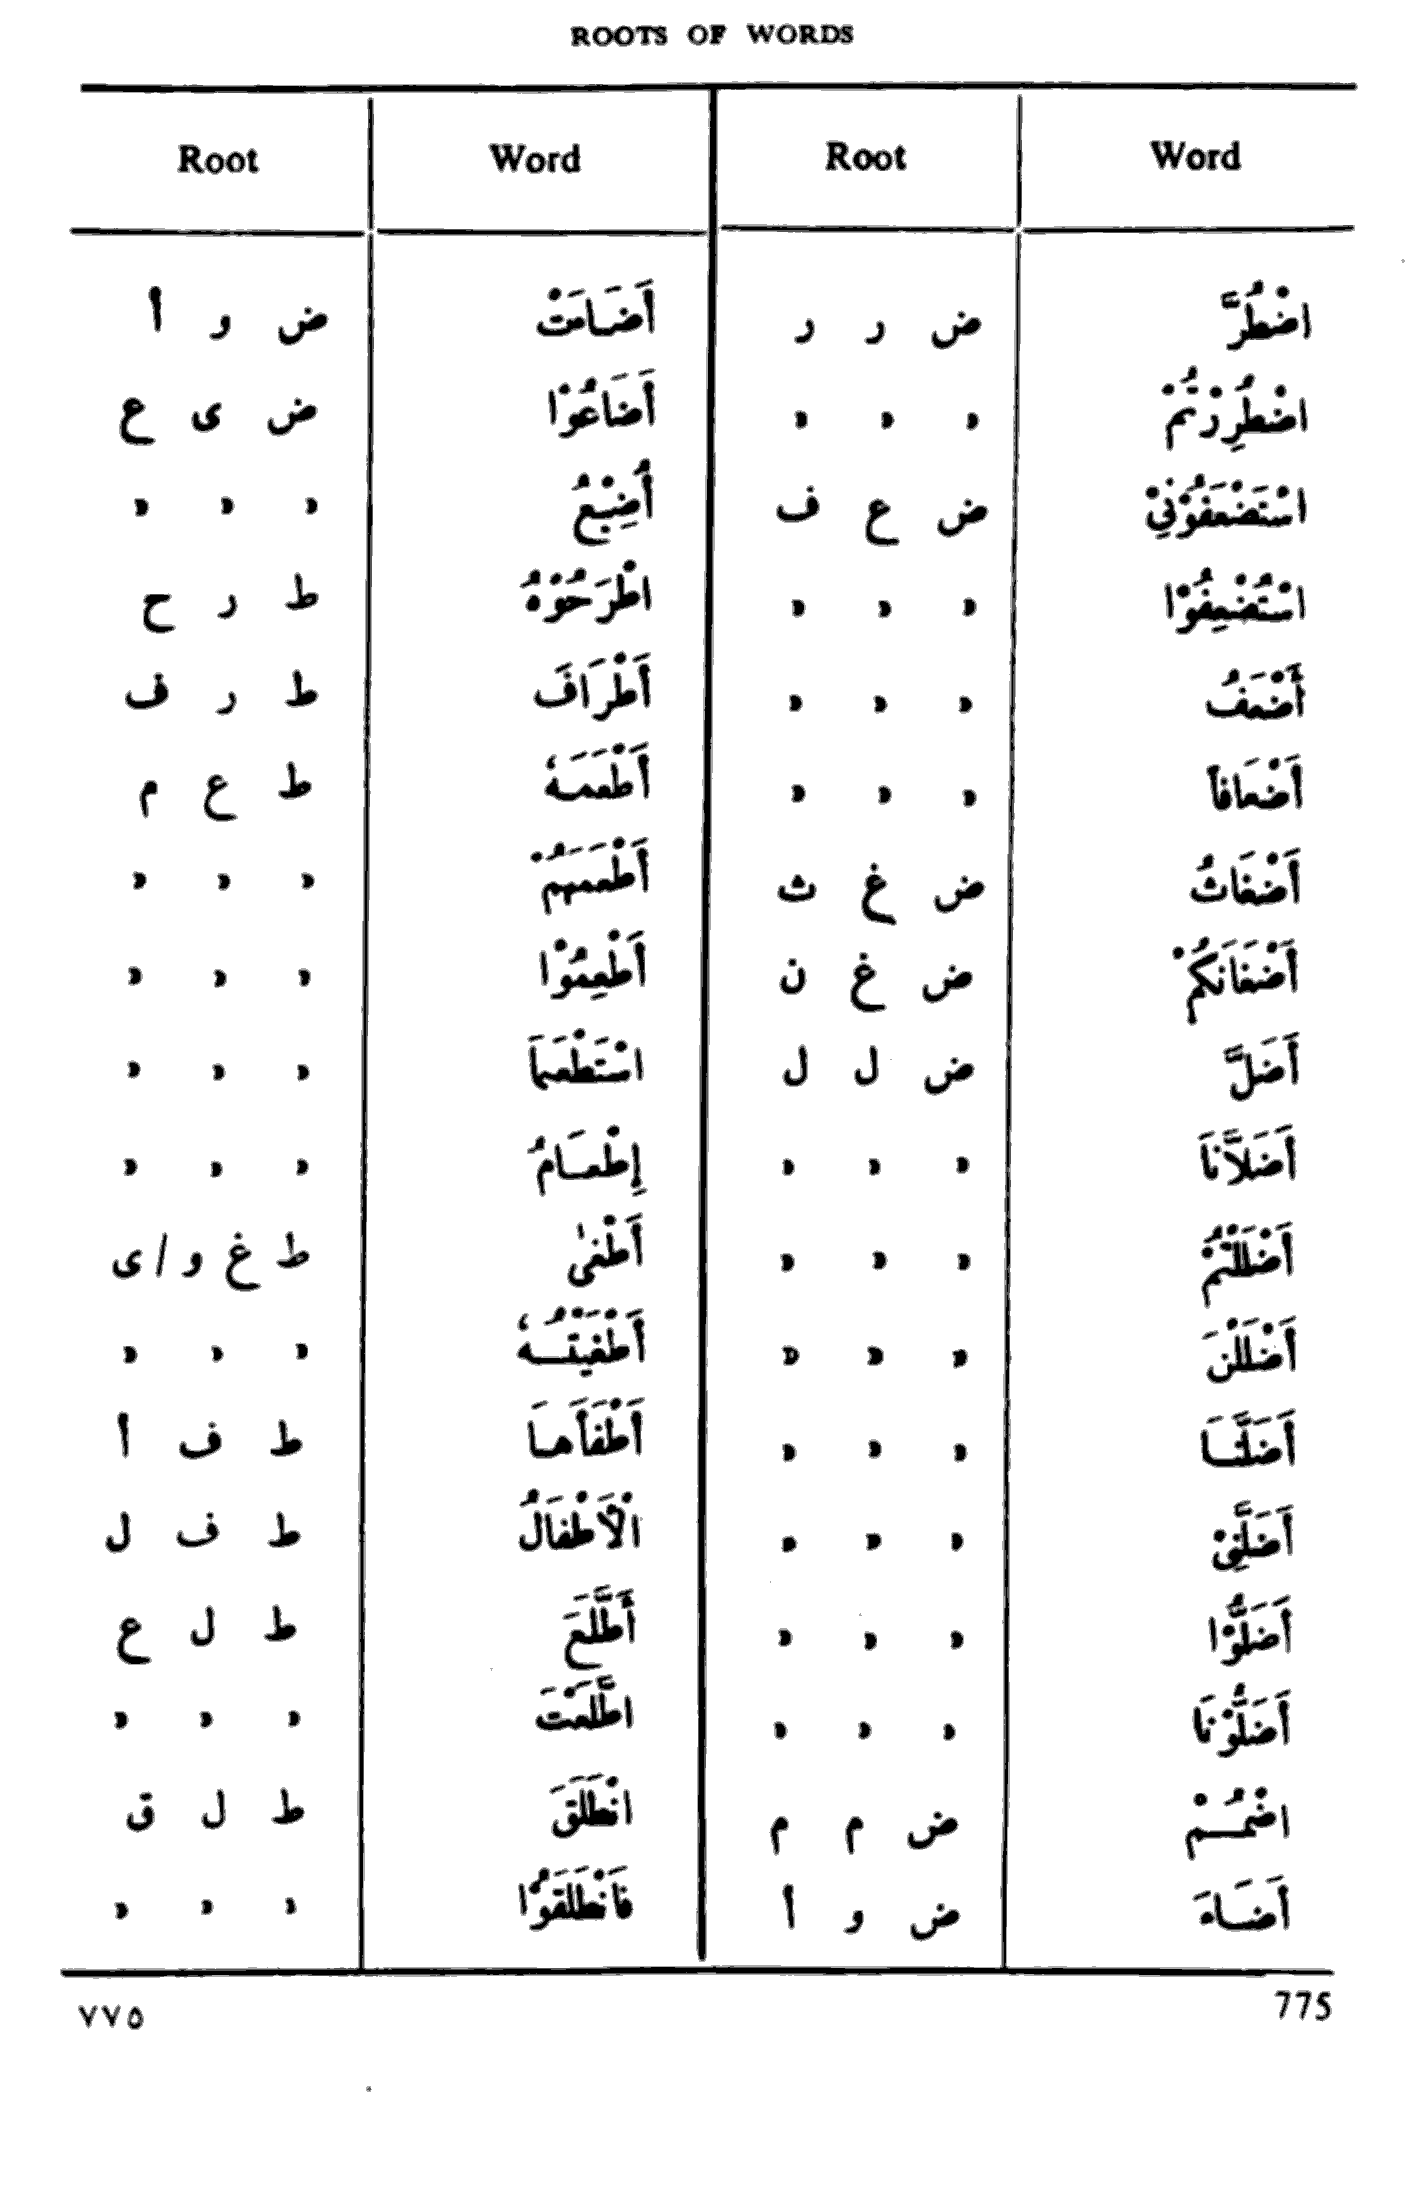 ROOTS OF WORDS
Root Word Root Word
اضْطُرَّ ض ر ر أَضَاءَتْ ض و أ
اضْطُرِرْتُمْ « « « أَضَاعُوْا ض ى ع
اسْتَضْعَفُوْنِيْ ض ع ف أُضِيْعُ « « «
اسْتُضْعِفُوْا « « « اطْرَحُوْهُ ط ر ح
أَضْعَفُ « « « أَطْرَافَ ط ر ف
أَضْعَافاً « « « أَطْعَمَهٗ ط ع م
أَضْغَاثُ ض غ ث أَطْعَمَهُمْ « « «
أَضْغَانَكُمْ ض غ ن أَطْعِمُوْا « « «
أَضَلَّ ض ل ل اسْتَطْعَمَا « « «
أَضَلاَّنَا « « « إِطْعَامُ « « «
أَضْلَلْتُمْ « « « أَطْغٰى ط غ و / ى
أَضْلَلْنَ « « « أَطْغَيْتُهٗ « « «
أَضَلَّنَا « « « أَطْفَأَهَا ط ف أ
أَضَلَّنِيْ « « « الْأَطْفَالُ ط ف ل
أَضَلُّوْا « « « أَطَّلَعَ ط ل ع
أَضَلُّوْنَا « « « اطَّلَعْتَ « « «
اضْمُمْ ض م م انْطَلَقَ ط ل ق
أَضَاءَ ض و أ فَانْطَلَقُوْا « « «
٧٧٥ 775